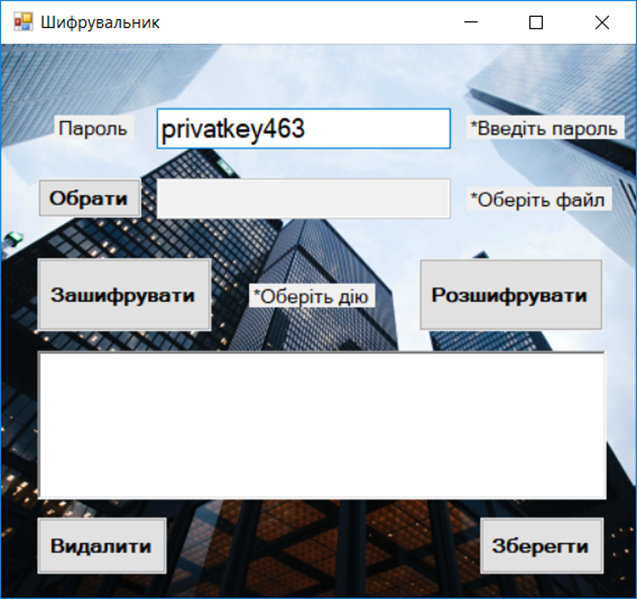 Шифрувальник
Пароль privatkey463 *Введіть пароль
Обрати *Оберіть файл
Зашифрувати *Оберіть дію Розшифрувати
Видалити Зберегти